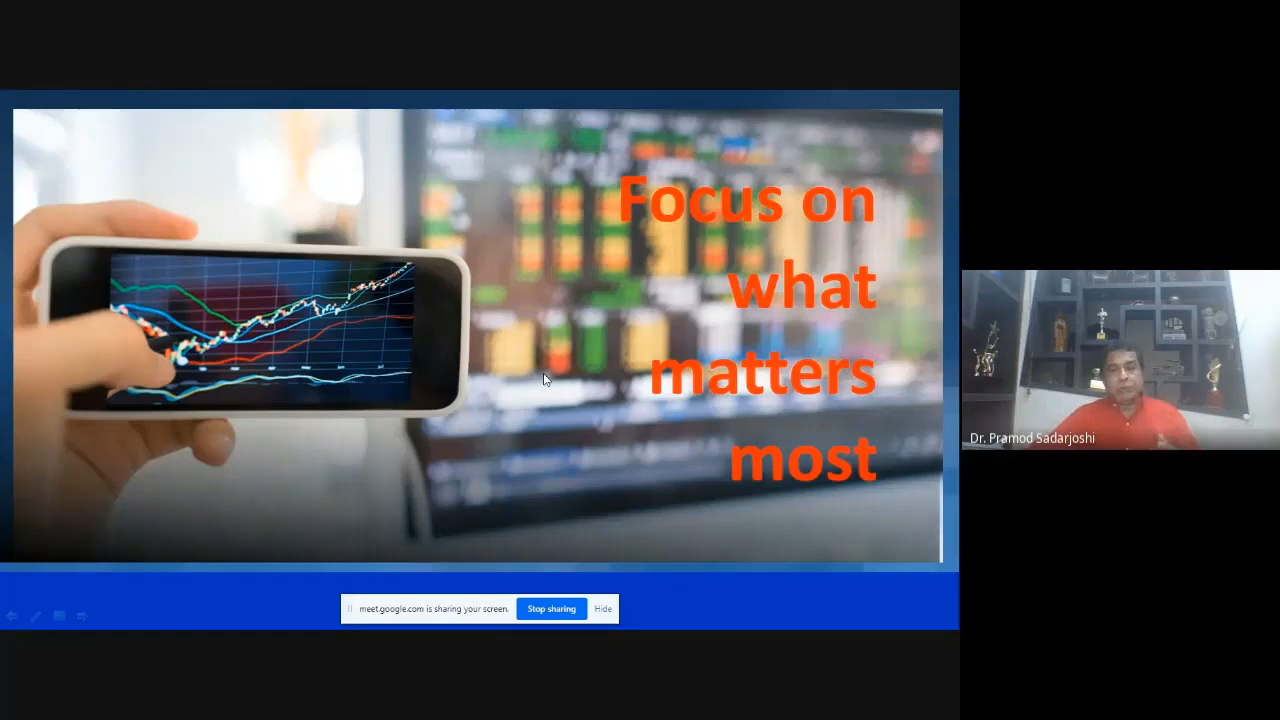 Focus on
what
matters
most
Dr. Pramod Sadarjoshi
meet.google.com is sharing your screen.
Stop sharing
Hide